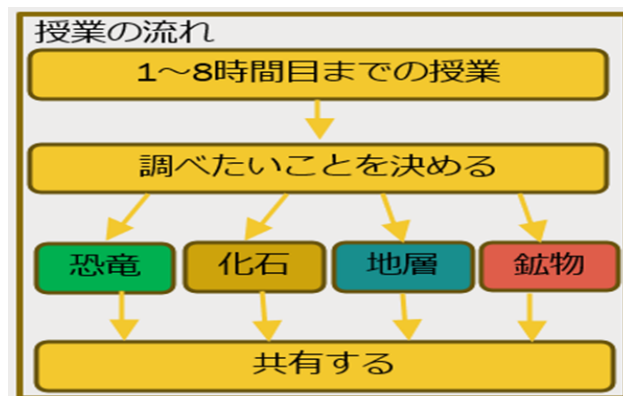 授業の流れ
1～8時間目までの授業
調べたいことを決める
恐竜
化石
地層
鉱物
共有する